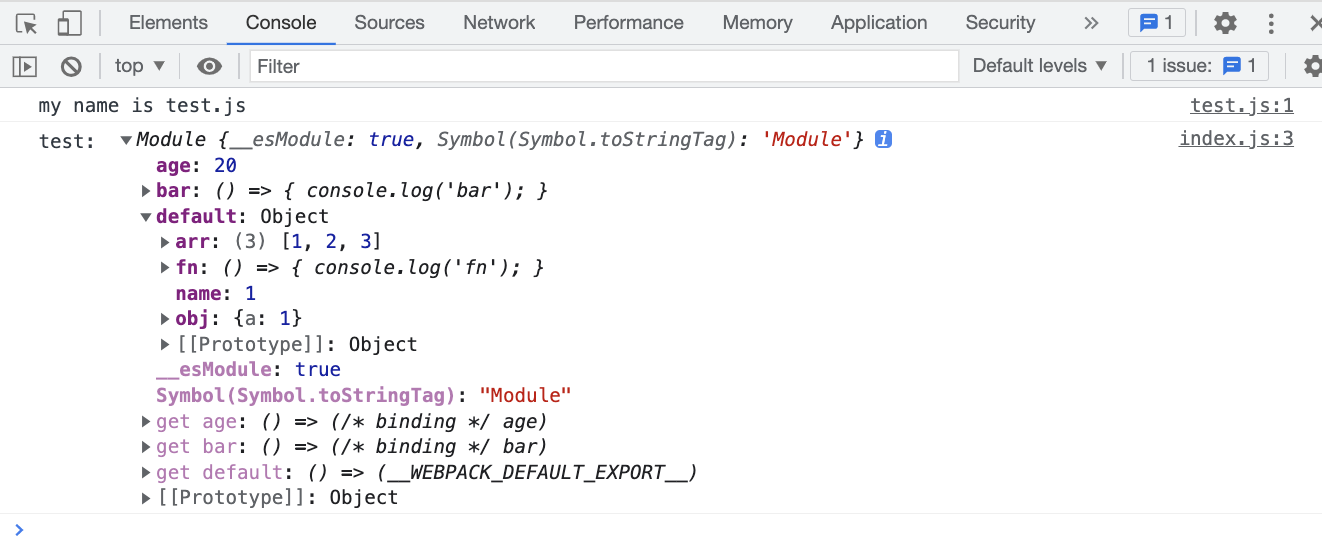 Elements Console Sources Network Performance Memory Application Security » 1
top ▼ Filter Default levels ▼ 1 issue: 1
my name is test.js test.js:1
test: ▼Module {__esModule: true, Symbol(Symbol.toStringTag): 'Module'} i index.js:3
age: 20
▶bar: () => { console.log('bar'); }
▼default: Object
▶arr: (3) [1, 2, 3]
▶fn: () => { console.log('fn'); }
name: 1
▶obj: {a: 1}
▶[[Prototype]]: Object
__esModule: true
Symbol(Symbol.toStringTag): "Module"
▶get age: () => (/* binding */ age)
▶get bar: () => (/* binding */ bar)
▶get default: () => (__WEBPACK_DEFAULT_EXPORT__)
▶[[Prototype]]: Object
>